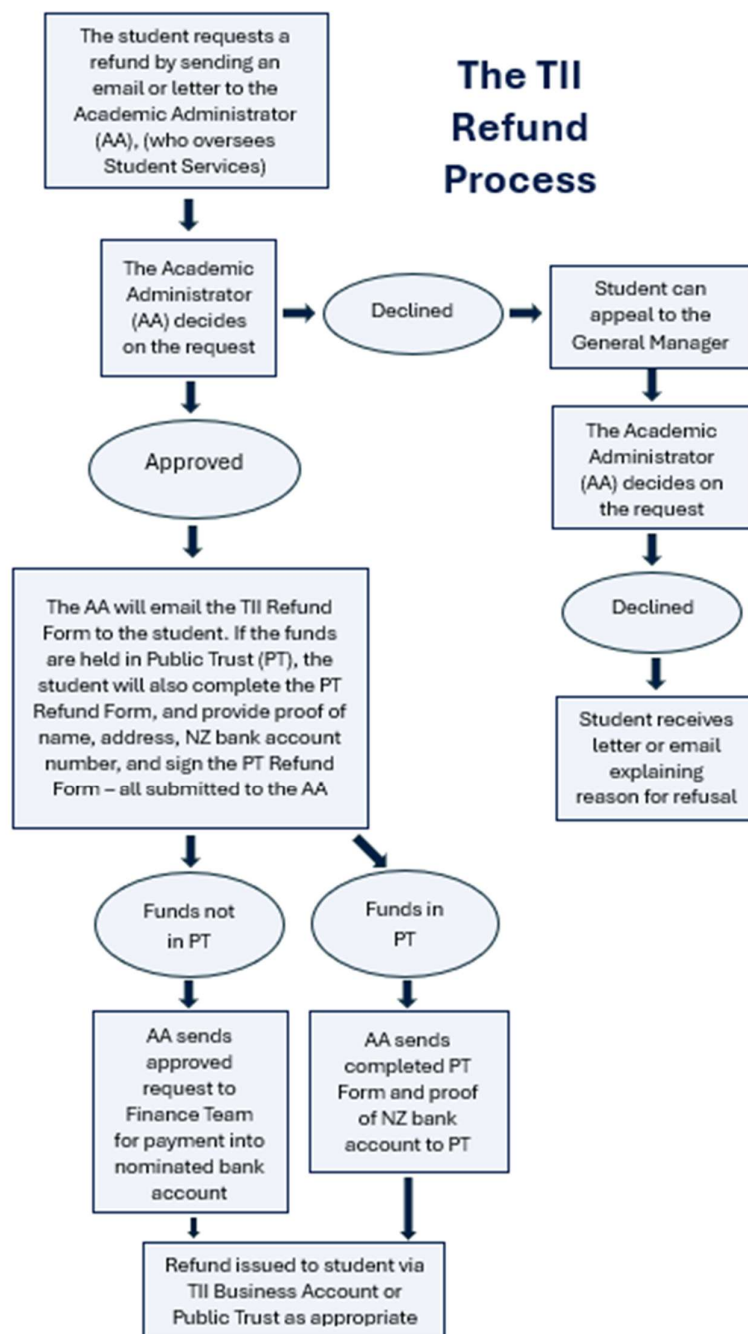 The student requests a
refund by sending an
email or letter to the
Academic Administrator
(AA), (who oversees
Student Services)
The TII
Refund
Process
The Academic
Administrator
(AA) decides
on the request
Declined
Student can
appeal to the
General Manager
Approved
The Academic
Administrator
(AA) decides on
the request
Declined
The AA will email the TII Refund
Form to the student. If the funds
are held in Public Trust (PT), the
student will also complete the PT
Refund Form, and provide proof of
name, address, NZ bank account
number, and sign the PT Refund
Form – all submitted to the AA
Student receives
letter or email
explaining
reason for refusal
Funds not
in PT
Funds in
PT
AA sends
approved
request to
Finance Team
for payment into
nominated bank
account
AA sends
completed PT
Form and proof
of NZ bank
account to PT
Refund issued to student via
TII Business Account or
Public Trust as appropriate